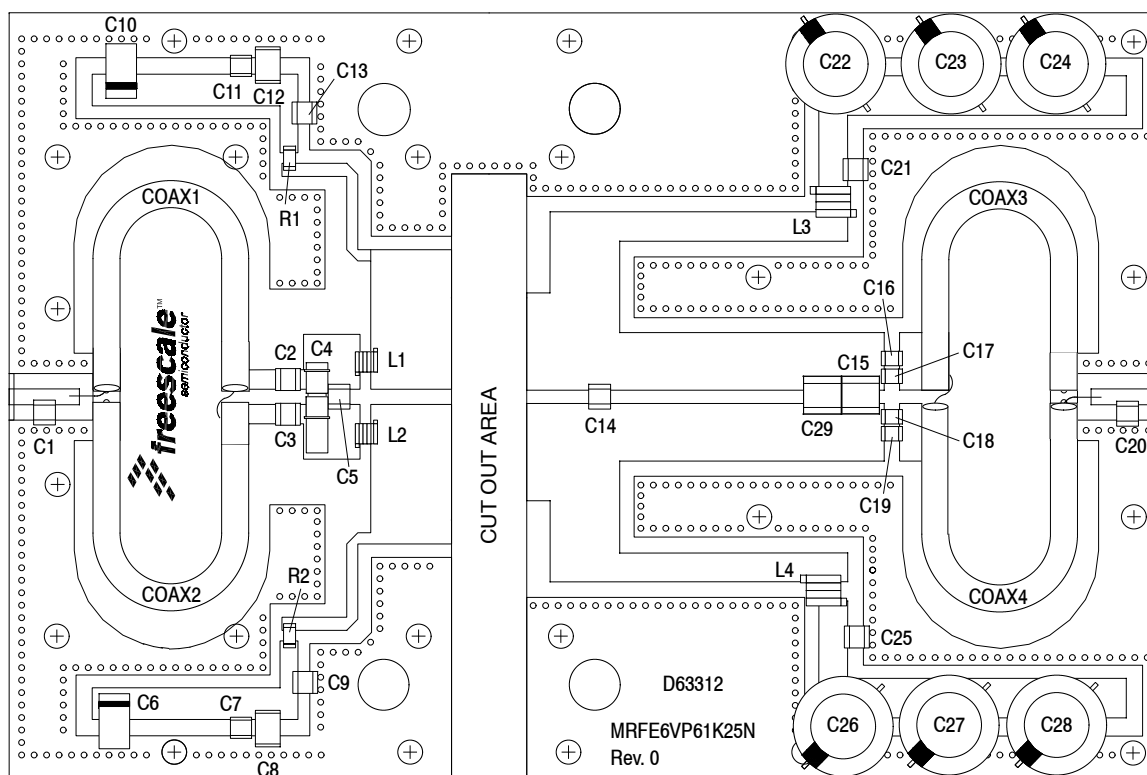 C10
C11
C12
C13
C22
C23
C24
C21
COAX1
R1
L3
COAX3
freescale™
semiconductor
C16
C2
C4
L1
C15
C17
C1
C3
C5
L2
C14
C29
C18
C20
C19
CUT OUT AREA
COAX2
R2
L4
COAX4
C25
C6
C7
C9
C8
D63312
MRFE6VP61K25N
Rev. 0
C26
C27
C28